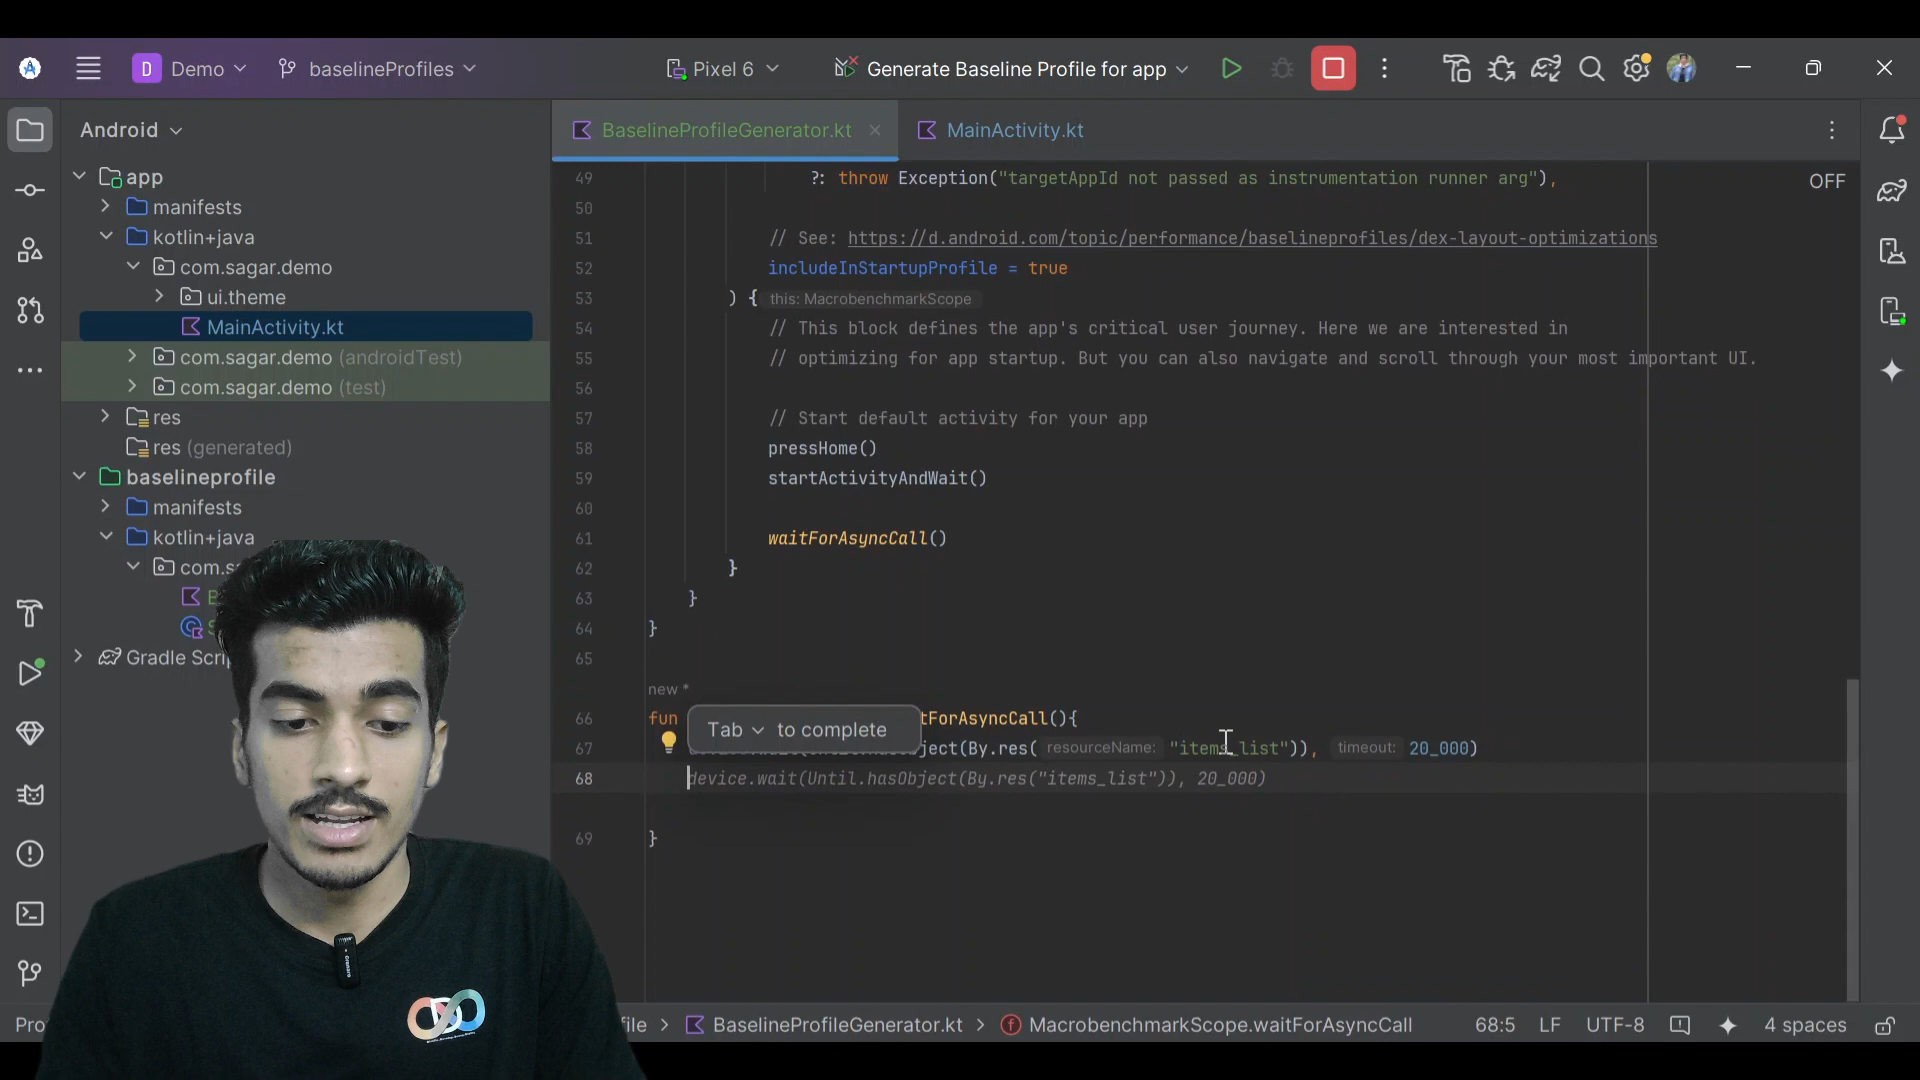 D Demo baselineProfiles Pixel 6 Generate Baseline Profile for app
Android
app
manifests
kotlin+java
com.sagar.demo
ui.theme
MainActivity.kt
com.sagar.demo (androidTest)
com.sagar.demo (test)
res
res (generated)
baselineprofile
manifests
kotlin+java
Gradle
BaselineProfileGenerator.kt MainActivity.kt
OFF
49 ?: throw Exception("targetAppId not passed as instrumentation runner arg"),
50
51 // See: https://d.android.com/topic/performance/baselineprofiles/dex-layout-optimizations
52 includeInStartupProfile = true
53 ) { this: MacrobenchmarkScope
54 // This block defines the app's critical user journey. Here we are interested in
55 // optimizing for app startup. But you can also navigate and scroll through your most important UI.
56
57 // Start default activity for your app
58 pressHome()
59 startActivityAndWait()
60
61 waitForAsyncCall()
62 }
63 }
64 }
65
new *
66 fun tForAsyncCall(){
Tab to complete
67 ject(By.res( resourceName: "items_list")), timeout: 20_000)
68 device.wait(Until.hasObject(By.res("items_list")), 20_000)
69 }
BaselineProfileGenerator.kt > MacrobenchmarkScope.waitForAsyncCall 68:5 LF UTF-8 4 spaces